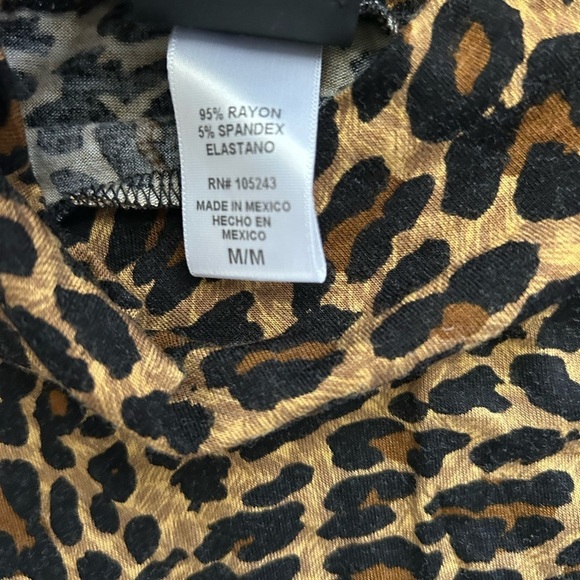 95% RAYON
5% SPANDEX
ELASTANO
RN# 105243
MADE IN MEXICO
HECHO EN
MEXICO
M/M